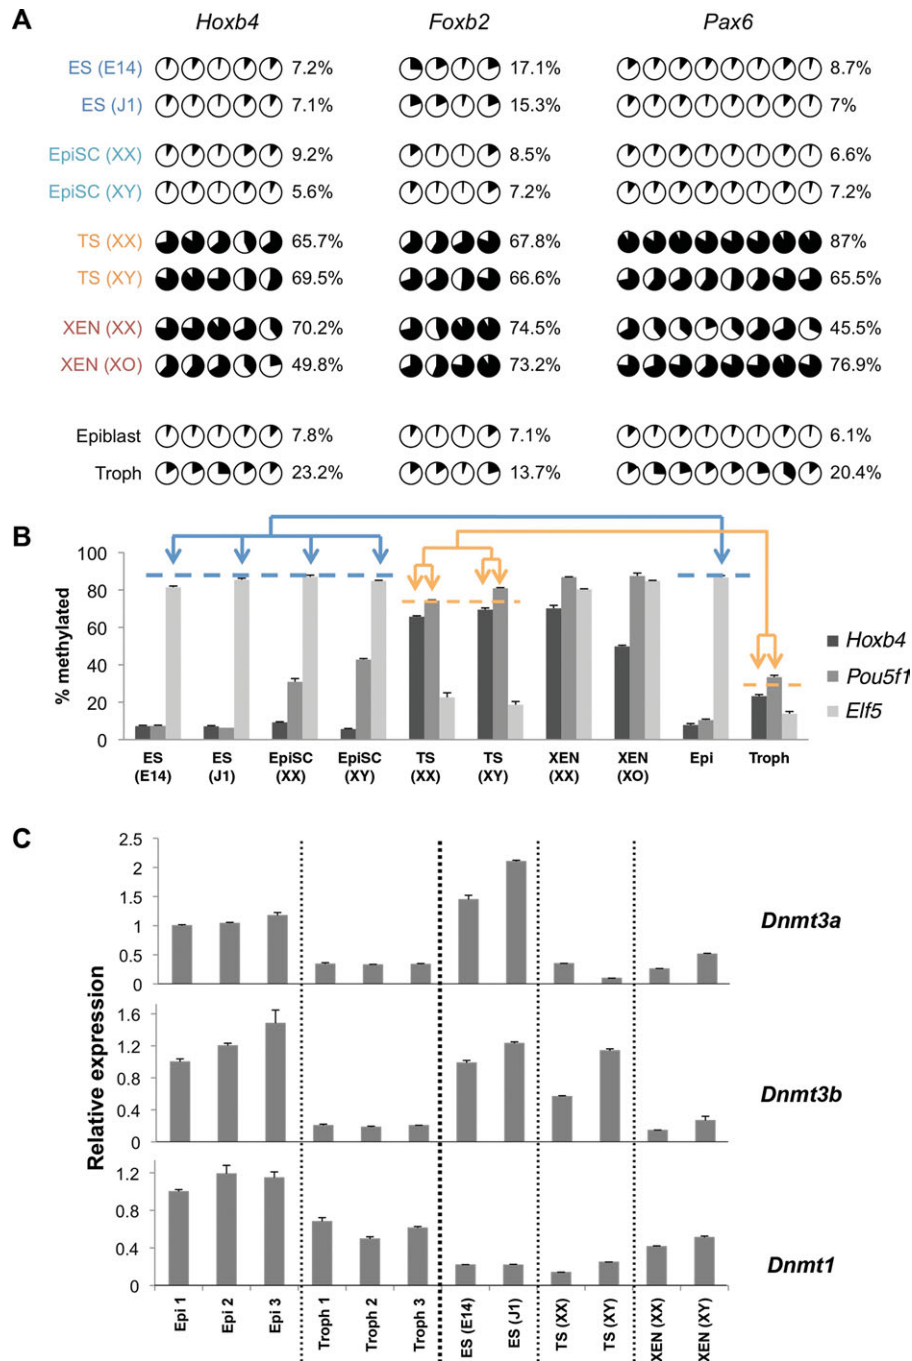 A
Hoxb4 Foxb2 Pax6
ES (E14) 7.2% 17.1% 8.7%
ES (J1) 7.1% 15.3% 7%
EpiSC (XX) 9.2% 8.5% 6.6%
EpiSC (XY) 5.6% 7.2% 7.2%
TS (XX) 65.7% 67.8% 87%
TS (XY) 69.5% 66.6% 65.5%
XEN (XX) 70.2% 74.5% 45.5%
XEN (XO) 49.8% 73.2% 76.9%
Epiblast 7.8% 7.1% 6.1%
Troph 23.2% 13.7% 20.4%
B
% methylated
100
80
60
40
20
0
ES (E14)
ES (J1)
EpiSC (XX)
EpiSC (XY)
TS (XX)
TS (XY)
XEN (XX)
XEN (XO)
Epi
Troph
Hoxb4
Pou5f1
Elf5
C
Relative expression
2.5
2
1.5
1
0.5
0
Dnmt3a
1.6
1.2
0.8
0.4
0
Dnmt3b
1.2
0.8
0.4
0
Dnmt1
Epi 1
Epi 2
Epi 3
Troph 1
Troph 2
Troph 3
ES (E14)
ES (J1)
TS (XX)
TS (XY)
XEN (XX)
XEN (XY)